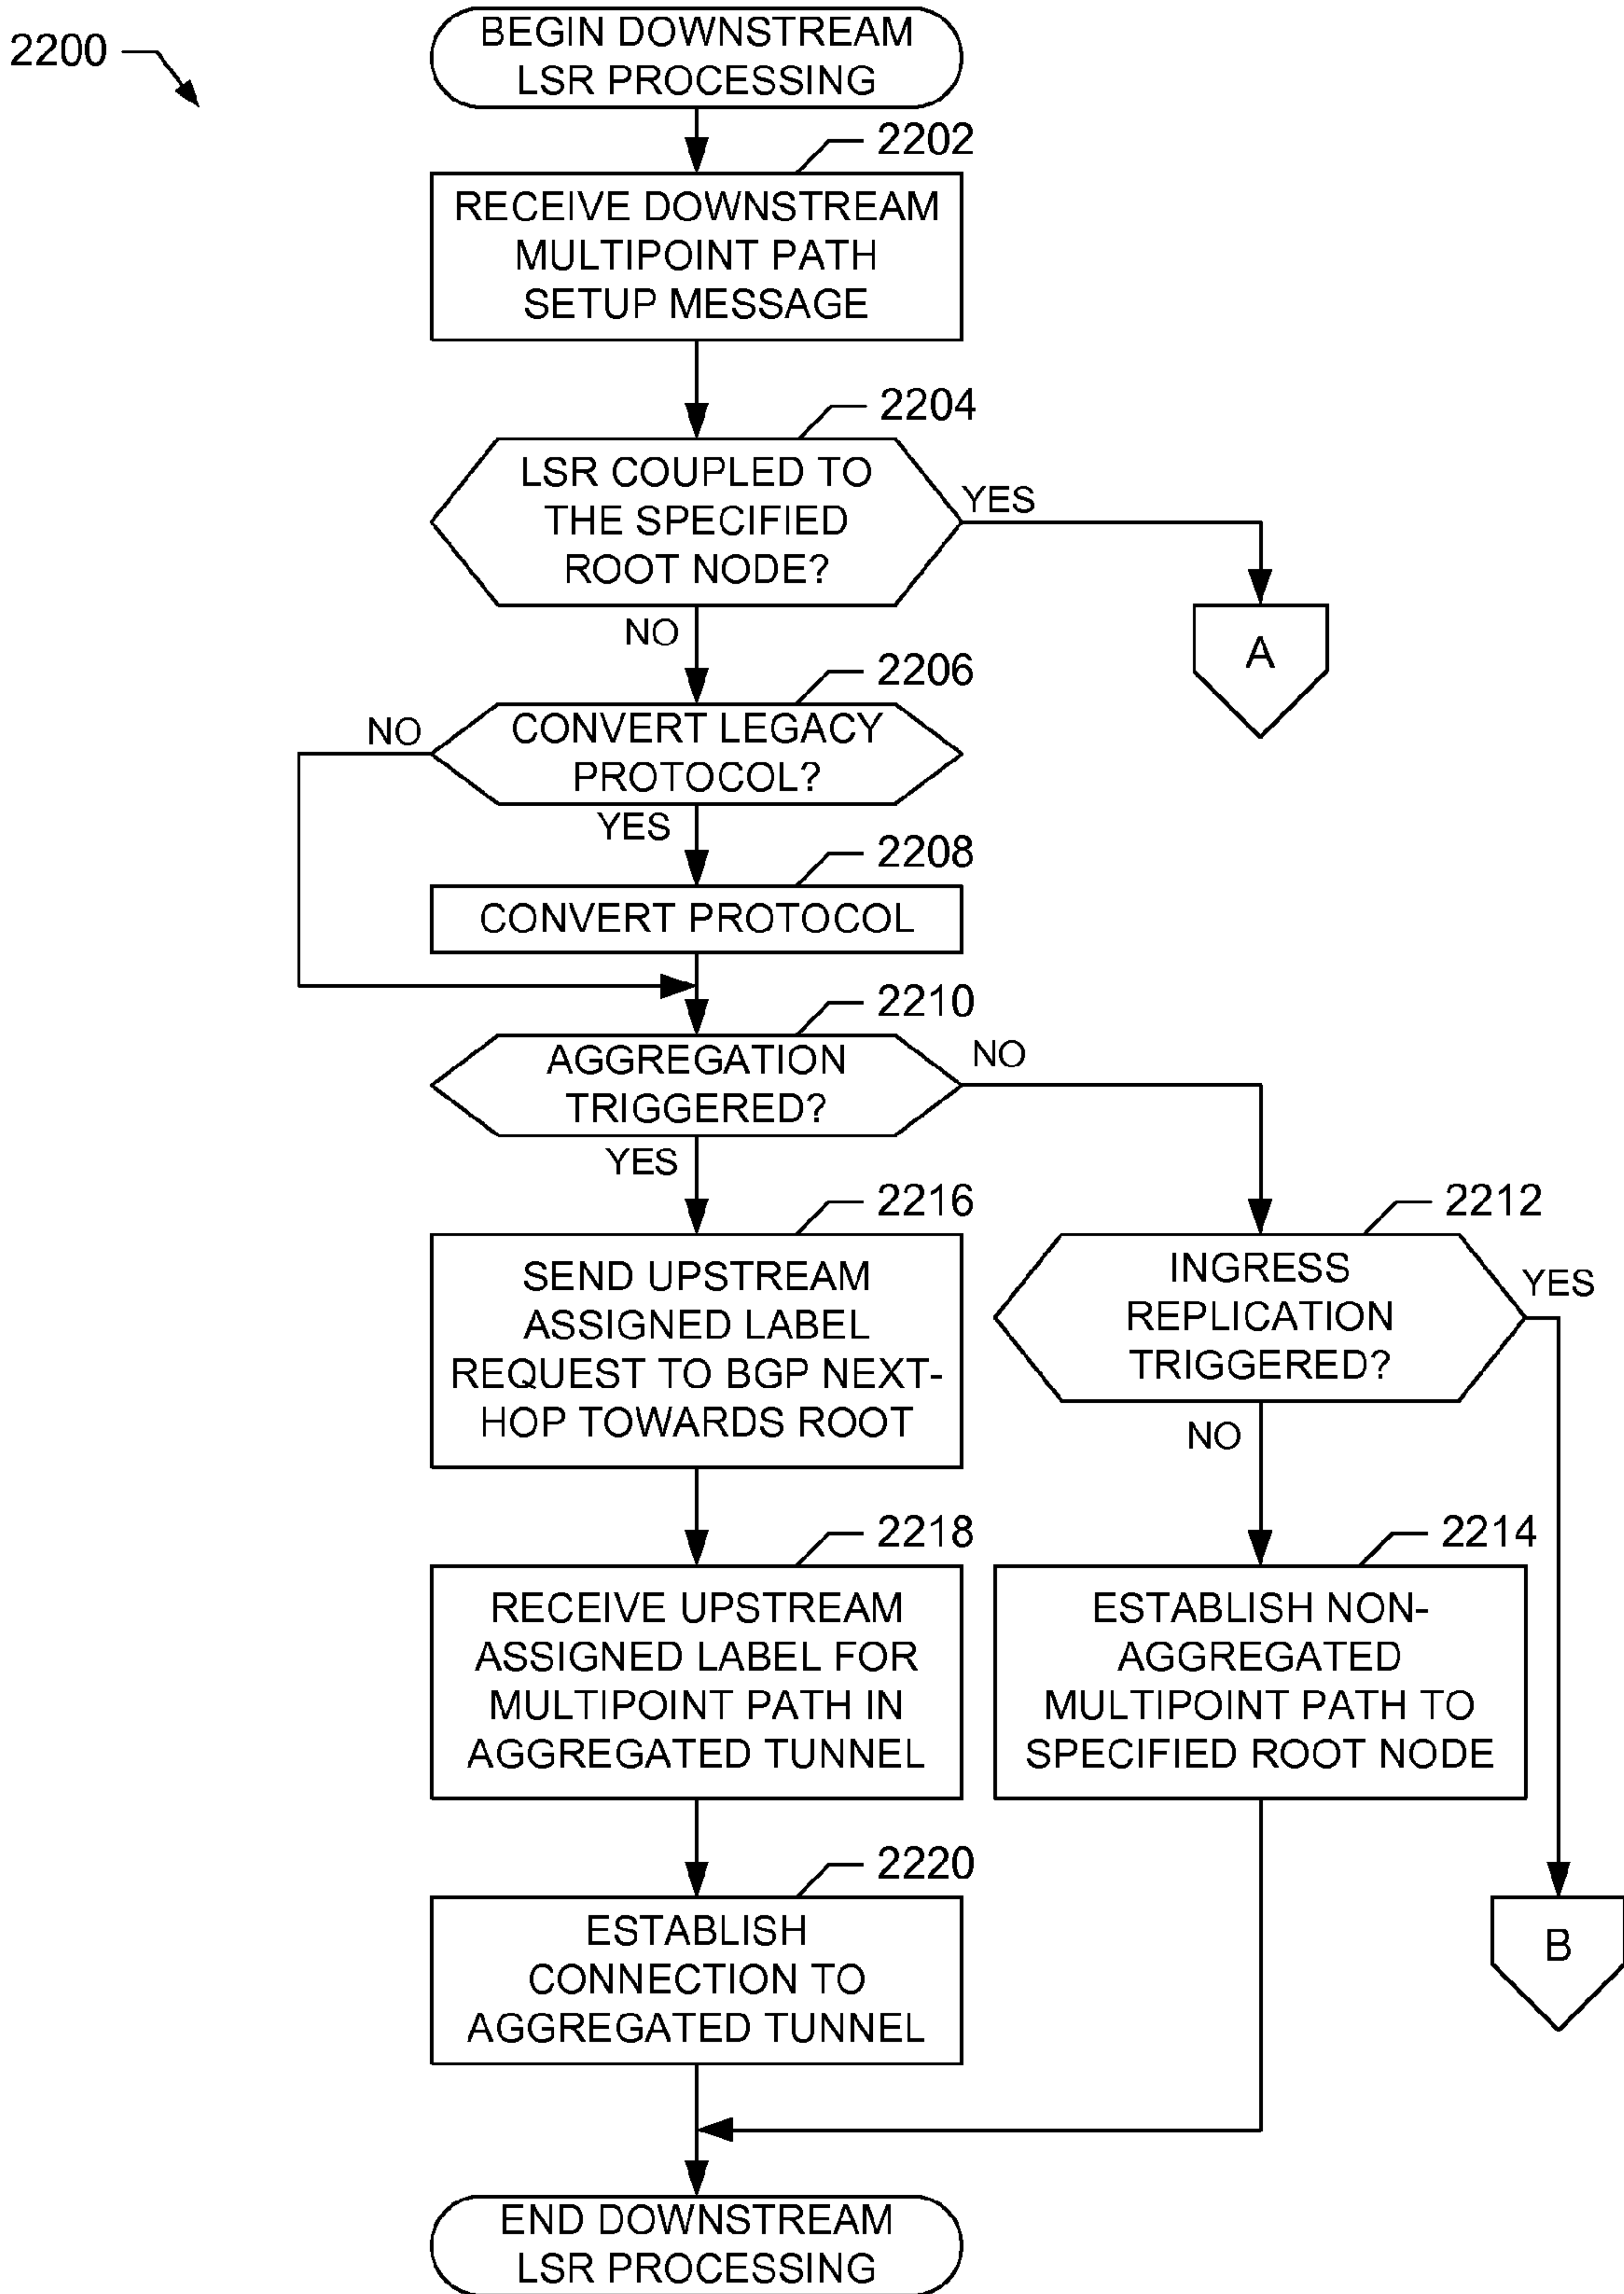 2200
BEGIN DOWNSTREAM
LSR PROCESSING
2202
RECEIVE DOWNSTREAM
MULTIPOINT PATH
SETUP MESSAGE
2204
LSR COUPLED TO
THE SPECIFIED
ROOT NODE?
YES
A
NO
2206
CONVERT LEGACY
PROTOCOL?
NO
YES
2208
CONVERT PROTOCOL
2210
AGGREGATION
TRIGGERED?
NO
YES
2216
SEND UPSTREAM
ASSIGNED LABEL
REQUEST TO BGP NEXT-
HOP TOWARDS ROOT
2212
INGRESS
REPLICATION
TRIGGERED?
YES
NO
2218
RECEIVE UPSTREAM
ASSIGNED LABEL FOR
MULTIPOINT PATH IN
AGGREGATED TUNNEL
2214
ESTABLISH NON-
AGGREGATED
MULTIPOINT PATH TO
SPECIFIED ROOT NODE
2220
ESTABLISH
CONNECTION TO
AGGREGATED TUNNEL
B
END DOWNSTREAM
LSR PROCESSING